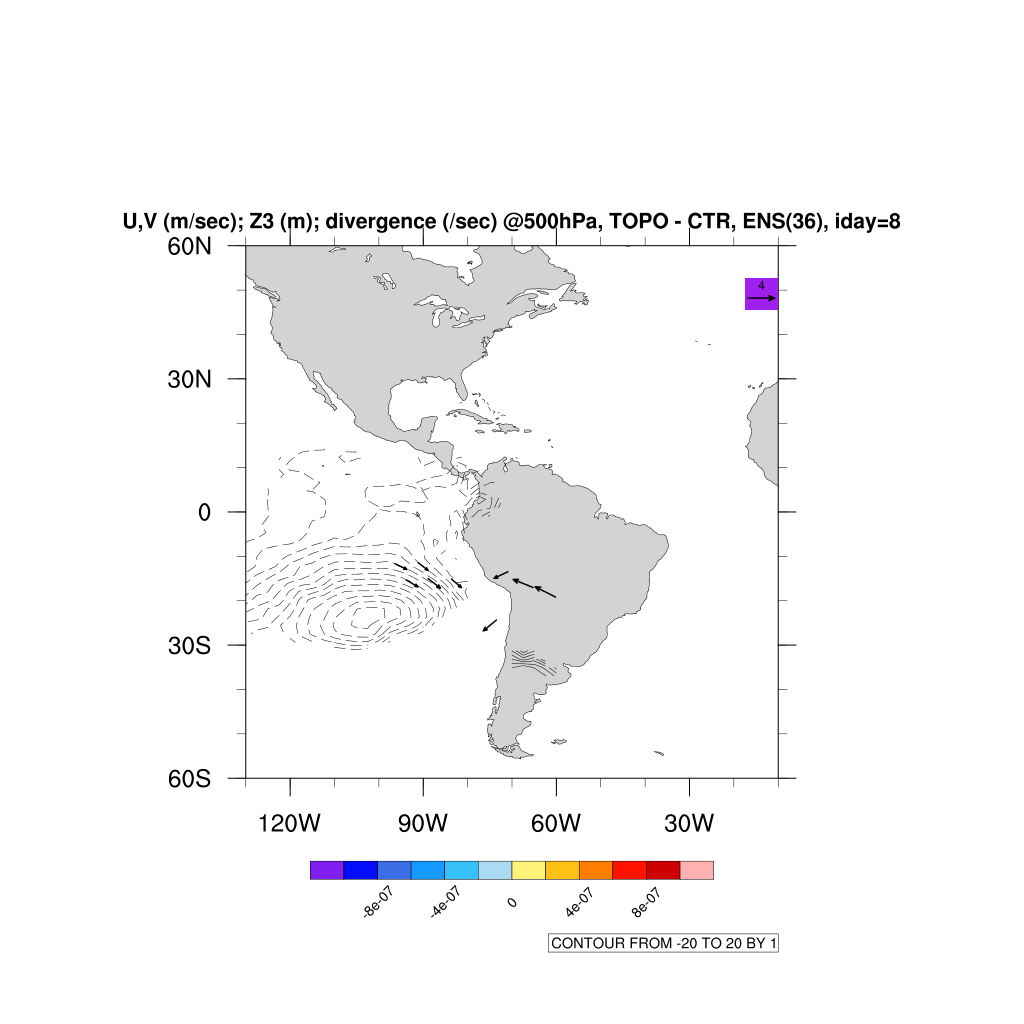 U,V (m/sec); Z3 (m); divergence (/sec) @500hPa, TOPO - CTR, ENS(36), iday=8
60N
4
30N
0
30S
60S
120W 90W 60W 30W
-8e-07 -4e-07 0 4e-07 8e-07
CONTOUR FROM -20 TO 20 BY 1